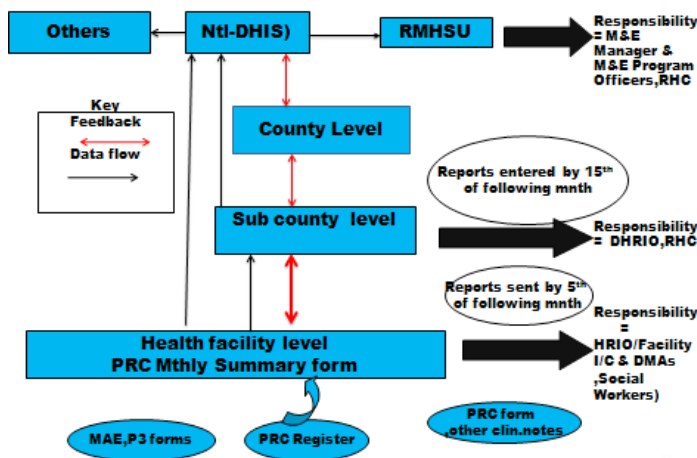 Others
Ntl-DHIS)
RMHSU
Responsibility
= M&E
Manager &
M&E Program
Officers,RHC
Key
Feedback
Data flow
County Level
Reports entered by 15th
of following mnth
Sub county level
Responsibility
= DHRIO,RHC
Reports sent by 5th
of following mnth
Health facility level
PRC Mthly Summary form
Responsibility
=
HRIO/Facility
I/C & DMAs
,Social
Workers)
MAE,P3 forms
PRC Register
PRC form
,other clin.notes